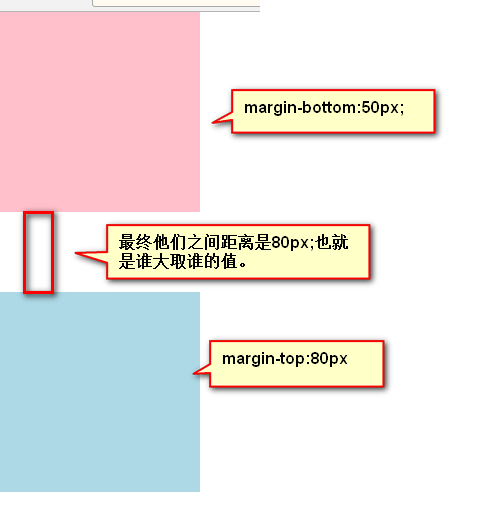 margin-bottom:50px;
最终他们之间距离是80px;也就
是谁大取谁的值。
margin-top:80px